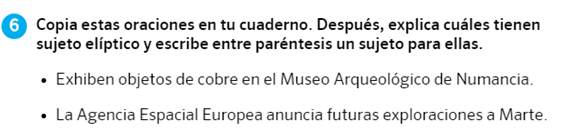 6 Copia estas oraciones en tu cuaderno. Después, explica cuáles tienen
sujeto elíptico y escribe entre paréntesis un sujeto para ellas.
• Exhiben objetos de cobre en el Museo Arqueológico de Numancia.
• La Agencia Espacial Europea anuncia futuras exploraciones a Marte.